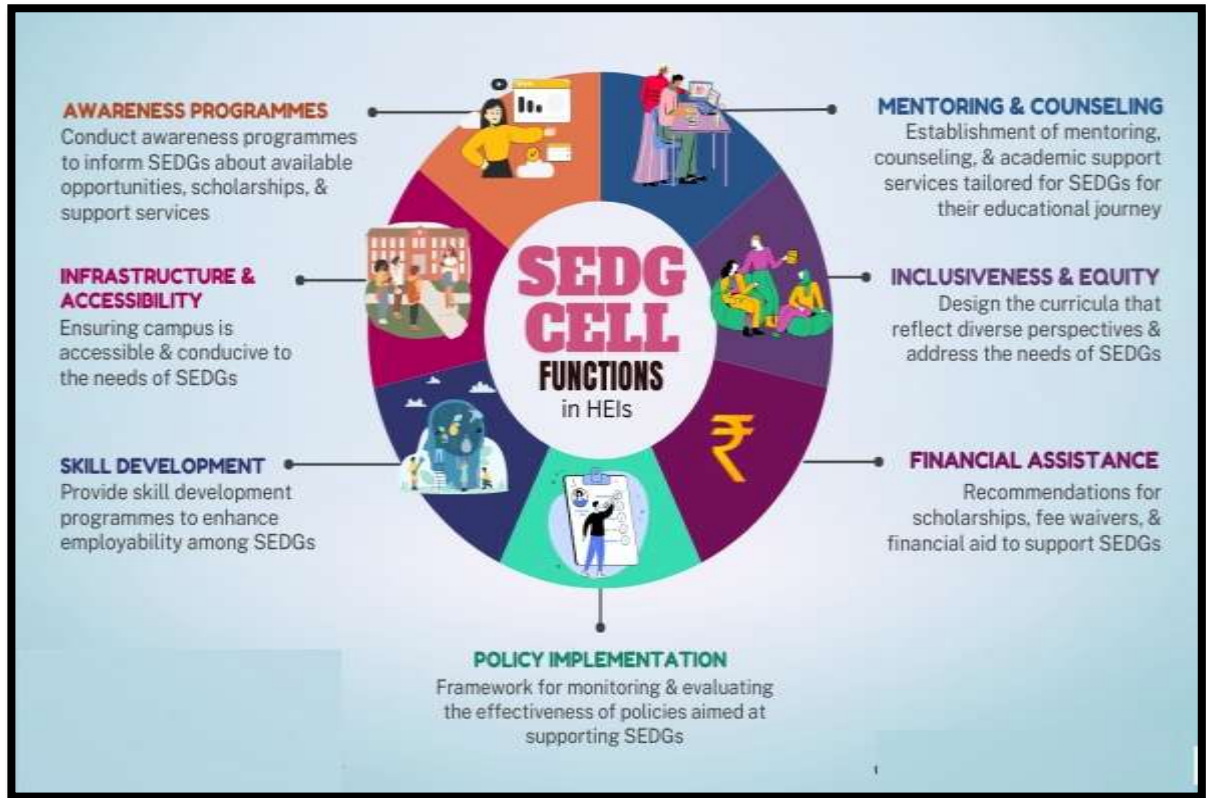 AWARENESS PROGRAMMES
Conduct awareness programmes
to inform SEDGs about available
opportunities, scholarships, &
support services
INFRASTRUCTURE &
ACCESSIBILITY
Ensuring campus is
accessible & conducive to
the needs of SEDGs
SKILL DEVELOPMENT
Provide skill development
programmes to enhance
employability among SEDGs
SEDG
CELL
FUNCTIONS
in HEIs
₹
MENTORING & COUNSELING
Establishment of mentoring,
counseling, & academic support
services tailored for SEDGs for
their educational journey
INCLUSIVENESS & EQUITY
Design the curricula that
reflect diverse perspectives &
address the needs of SEDGs
FINANCIAL ASSISTANCE
Recommendations for
scholarships, fee waivers, &
financial aid to support SEDGs
POLICY IMPLEMENTATION
Framework for monitoring & evaluating
the effectiveness of policies aimed at
supporting SEDGs